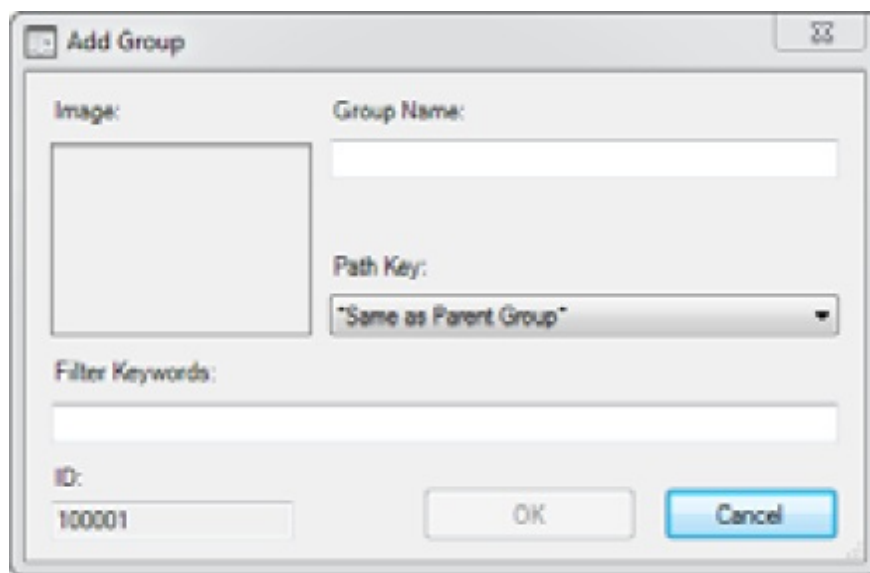 Add Group
Image:
Group Name:
Path Key:
"Same as Parent Group"
Filter Keywords:
ID:
100001
OK
Cancel